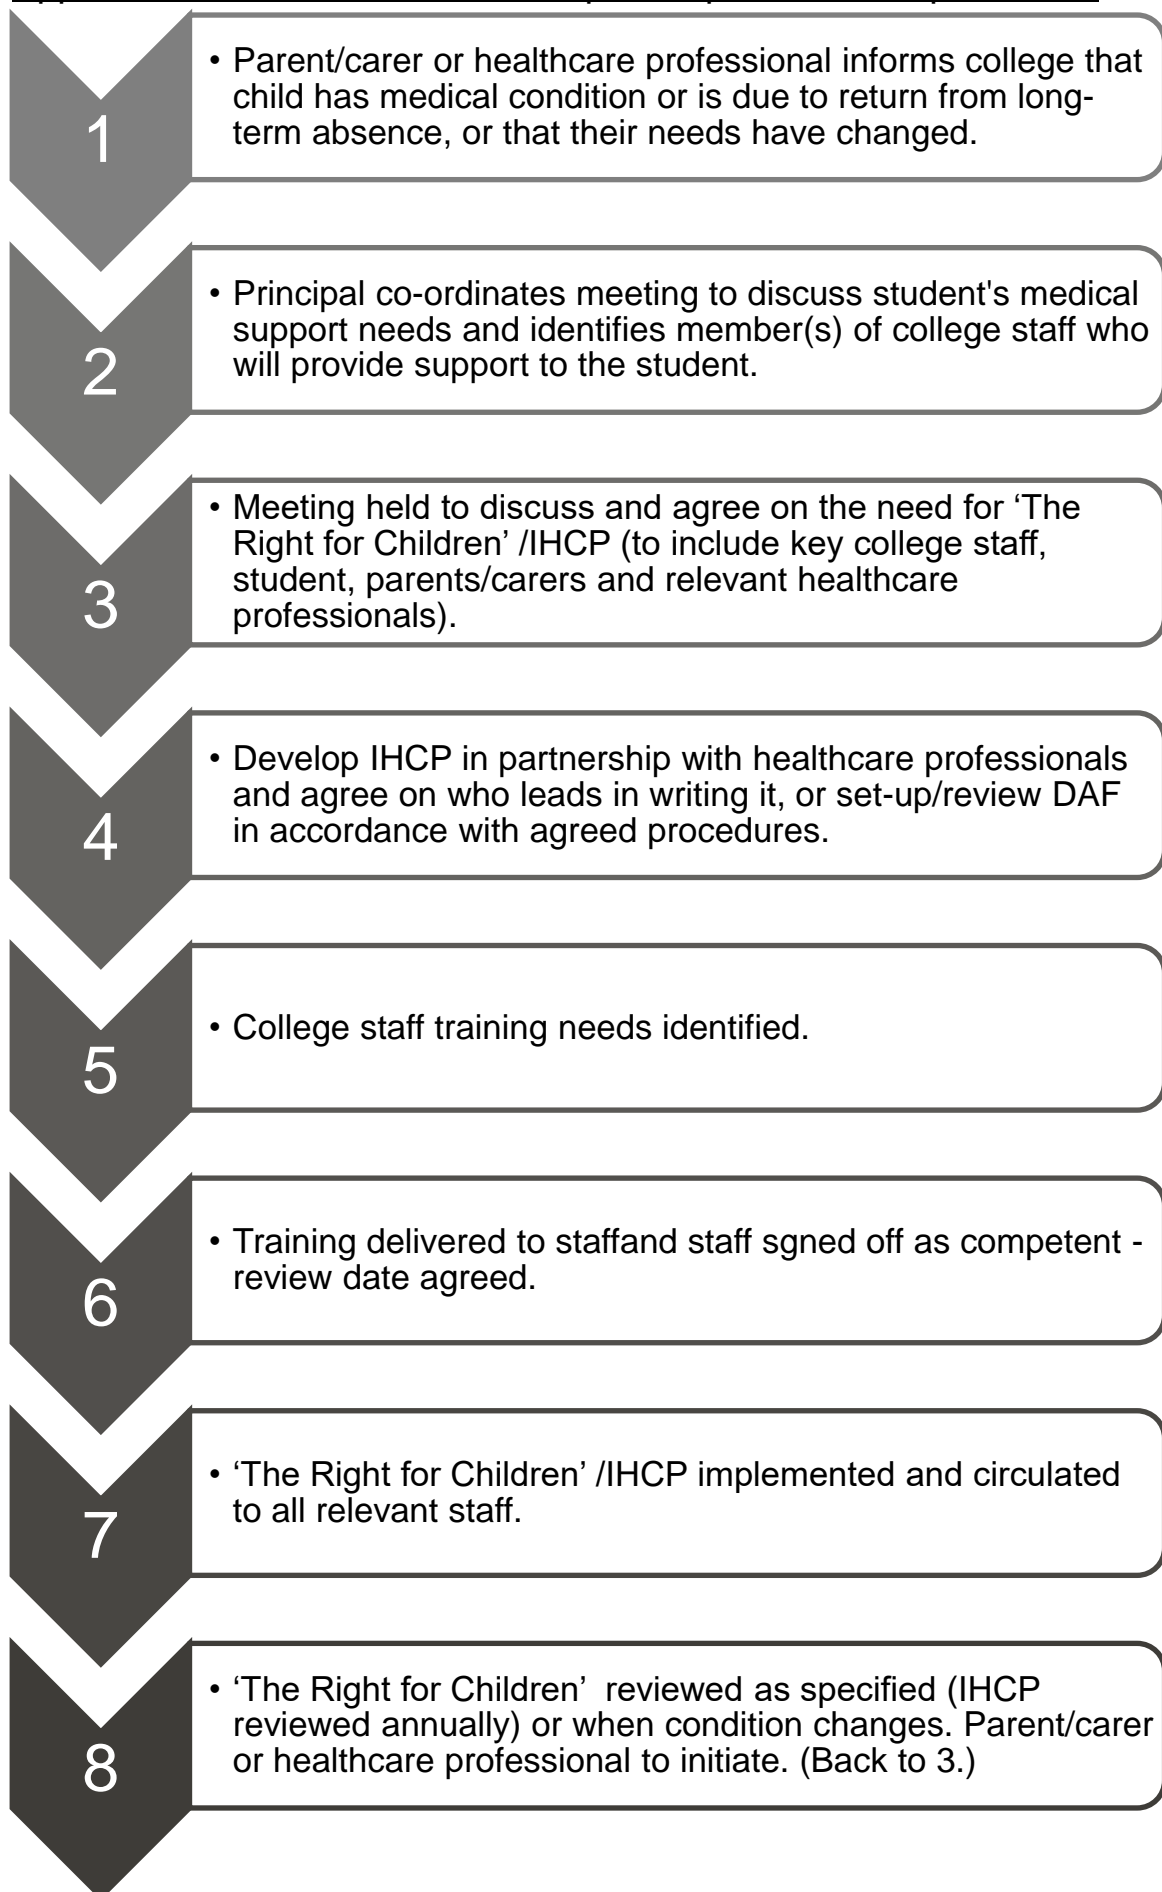 1
• Parent/carer or healthcare professional informs college that
child has medical condition or is due to return from long-
term absence, or that their needs have changed.
2
• Principal co-ordinates meeting to discuss student's medical
support needs and identifies member(s) of college staff who
will provide support to the student.
3
• Meeting held to discuss and agree on the need for ‘The
Right for Children’ /IHCP (to include key college staff,
student, parents/carers and relevant healthcare
professionals).
4
• Develop IHCP in partnership with healthcare professionals
and agree on who leads in writing it, or set-up/review DAF
in accordance with agreed procedures.
5
• College staff training needs identified.
6
• Training delivered to staffand staff sgned off as competent -
review date agreed.
7
• ‘The Right for Children’ /IHCP implemented and circulated
to all relevant staff.
8
• ‘The Right for Children’  reviewed as specified (IHCP
reviewed annually) or when condition changes. Parent/carer
or healthcare professional to initiate. (Back to 3.)